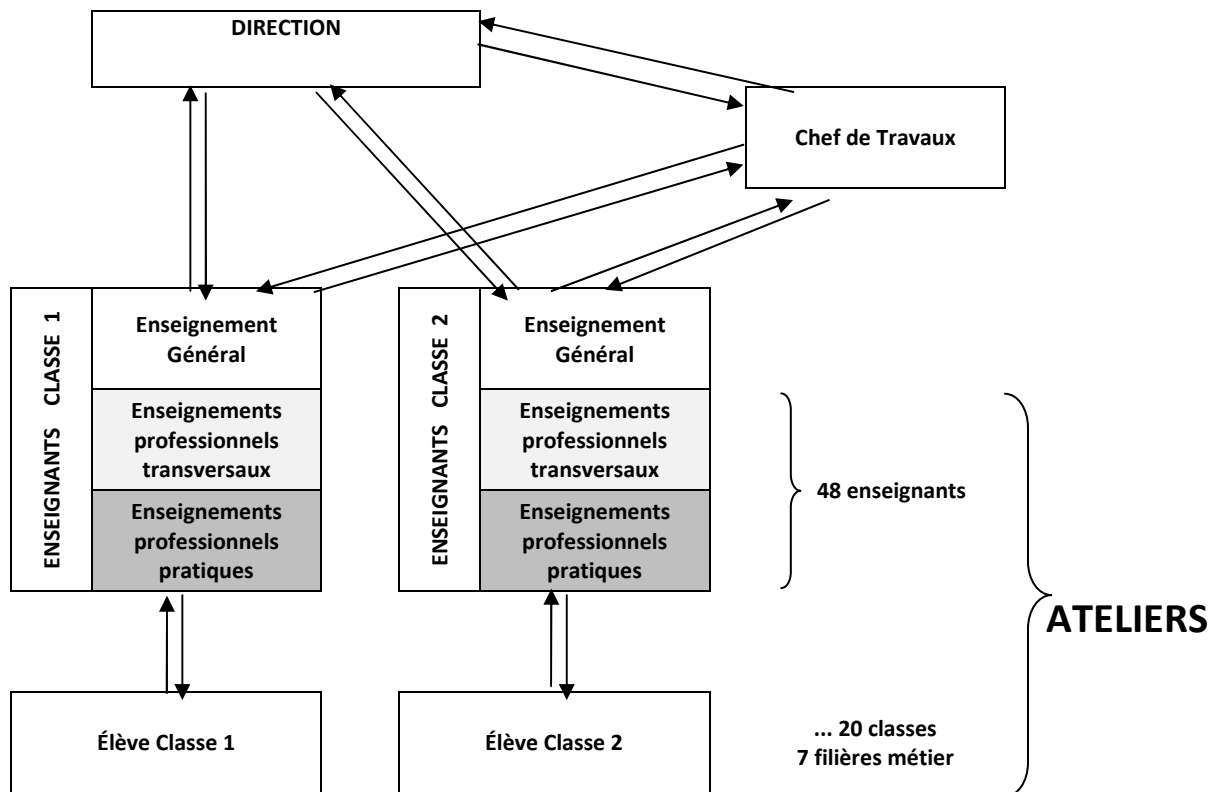 DIRECTION
Chef de Travaux
ENSEIGNANTS CLASSE 1
Enseignement
Général
Enseignements
professionnels
transversaux
Enseignements
professionnels
pratiques
ENSEIGNANTS CLASSE 2
Enseignement
Général
Enseignements
professionnels
transversaux
Enseignements
professionnels
pratiques
48 enseignants
ATELIERS
Élève Classe 1
Élève Classe 2
... 20 classes
7 filières métier